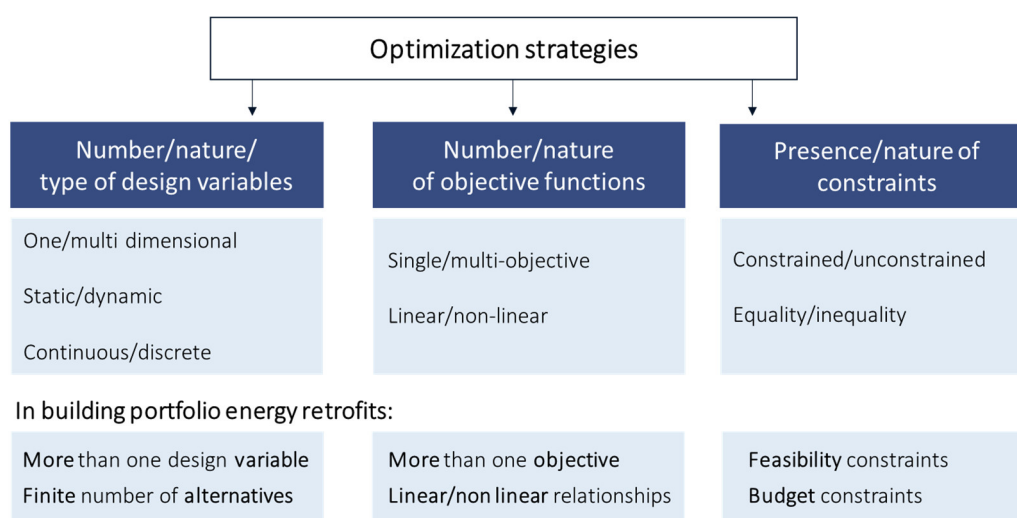 Optimization strategies
Number/nature/
type of design variables
One/multi dimensional
Static/dynamic
Continuous/discrete
Number/nature
of objective functions
Single/multi-objective
Linear/non-linear
Presence/nature of
constraints
Constrained/unconstrained
Equality/inequality
In building portfolio energy retrofits:
More than one design variable
Finite number of alternatives
More than one objective
Linear/non linear relationships
Feasibility constraints
Budget constraints